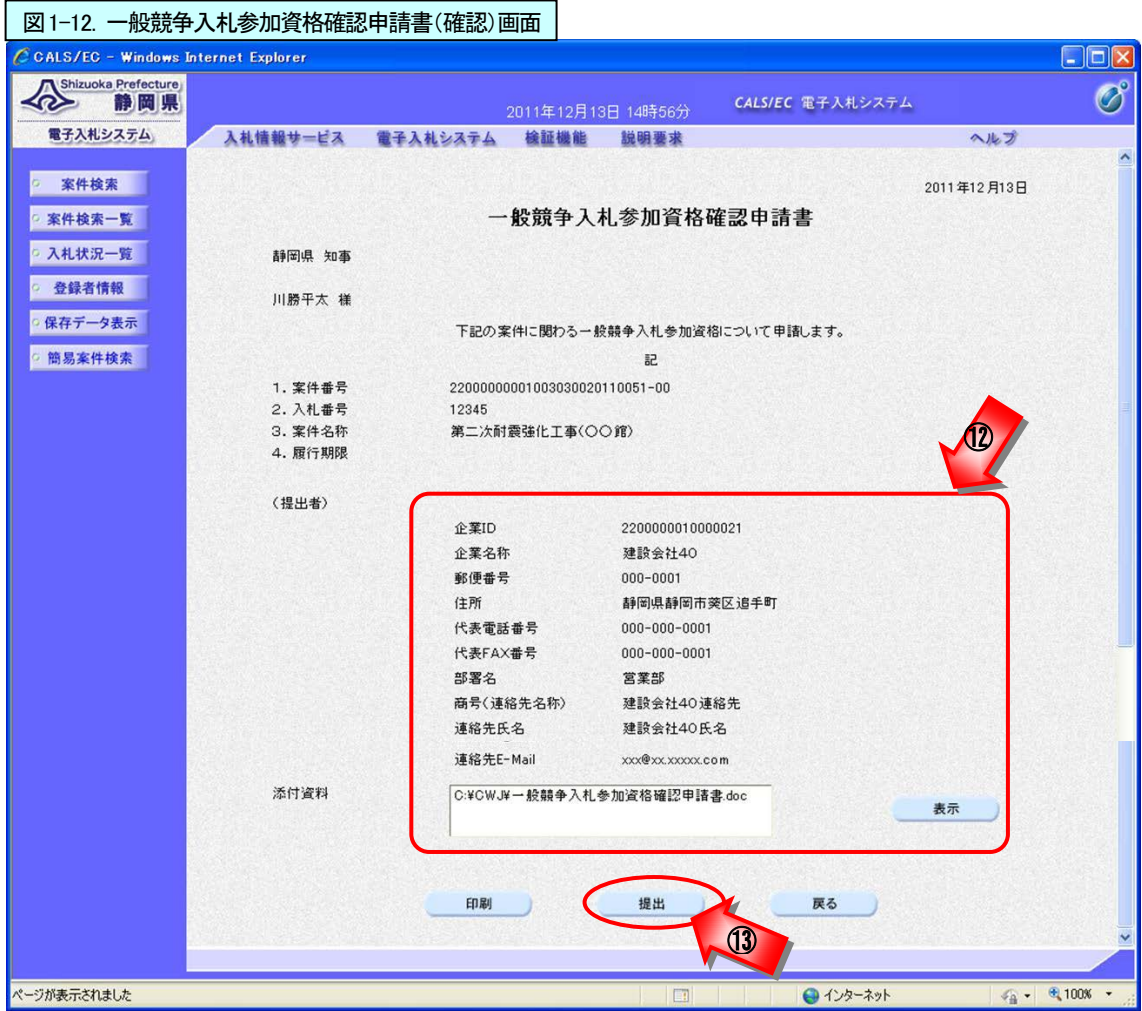 図1-12. 一般競争入札参加資格確認申請書(確認)画面
CALS/EC - Windows Internet Explorer
Shizuoka Prefecture
静岡県
2011年12月13日 14時56分
CALS/EC 電子入札システム
電子入札システム
入札情報サービス 電子入札システム 検証機能 説明要求 ヘルプ
案件検索
案件検索一覧
入札状況一覧
登録者情報
保存データ表示
簡易案件検索
2011年12月13日
一般競争入札参加資格確認申請書
静岡県 知事
川勝平太 様
下記の案件に関わる一般競争入札参加資格について申請します。
記
1. 案件番号 22000000001003030020110051-00
2. 入札番号 12345
3. 案件名称 第二次耐震強化工事(○○館)
4. 履行期限
⑫
(提出者)
企業ID 2200000010000021
企業名称 建設会社40
郵便番号 000-0001
住所 静岡県静岡市葵区追手町
代表電話番号 000-000-0001
代表FAX番号 000-000-0001
部署名 営業部
商号(連絡先名称) 建設会社40連絡先
連絡先氏名 建設会社40氏名
連絡先E-Mail xxx@xx.xxxxx.com
添付資料 C:¥CWJ¥一般競争入札参加資格確認申請書.doc
表示
印刷 提出 戻る
⑬
ページが表示されました インターネット 100%